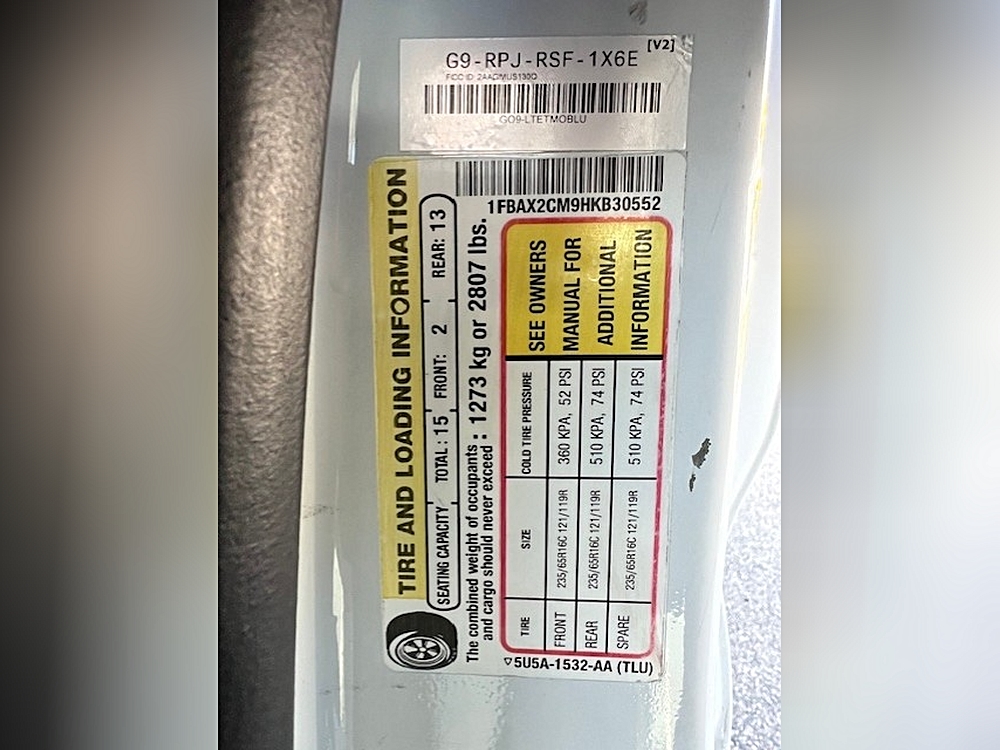 [V2]
G9-RPJ-RSF-1X6E
FCC ID: 2AAGMUS130Q
GO9-LTETMOBLU
1FBAX2CM9HKB30552
TIRE AND LOADING INFORMATION
SEATING CAPACITY TOTAL : 15 FRONT: 2 REAR: 13
The combined weight of occupants
and cargo should never exceed : 1273 kg or 2807 lbs.
TIRE SIZE COLD TIRE PRESSURE
FRONT 235/65R16C 121/119R 360 KPA, 52 PSI
REAR 235/65R16C 121/119R 510 KPA, 74 PSI
SPARE 235/65R16C 121/119R 510 KPA, 74 PSI
SEE OWNERS
MANUAL FOR
ADDITIONAL
INFORMATION
5U5A-1532-AA (TLU)